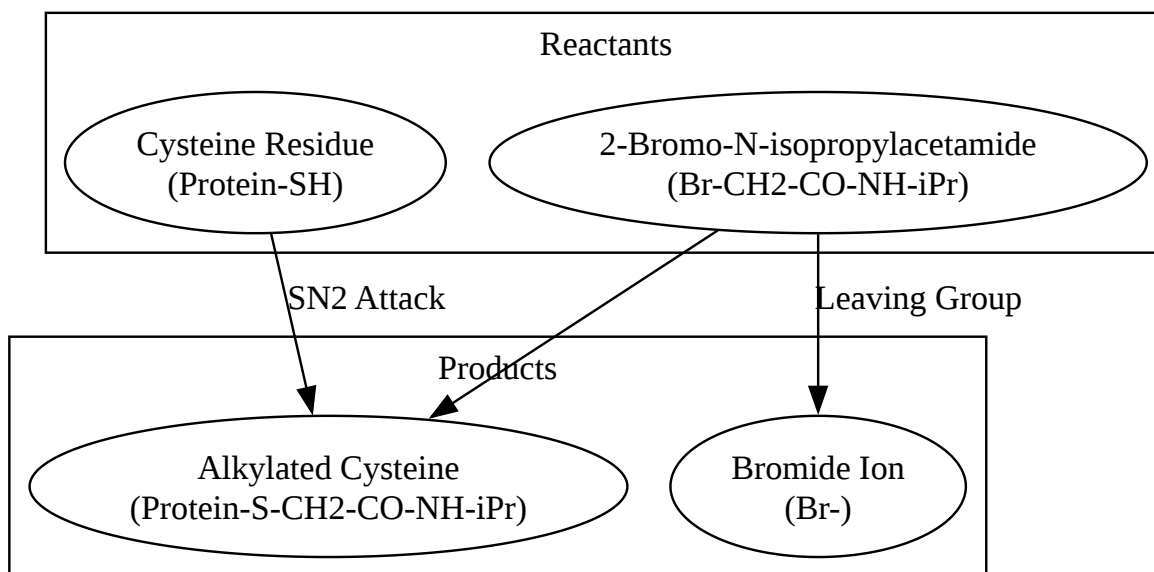 Reactants
Cysteine Residue
(Protein-SH)
2-Bromo-N-isopropylacetamide
(Br-CH2-CO-NH-iPr)
SN2 Attack
Leaving Group
Products
Alkylated Cysteine
(Protein-S-CH2-CO-NH-iPr)
Bromide Ion
(Br-)